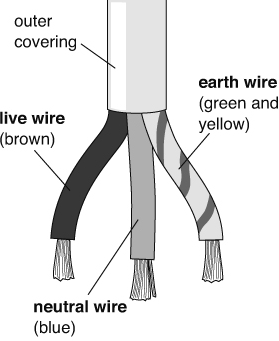 outer
covering
earth wire
(green and
yellow)
live wire
(brown)
neutral wire
(blue)